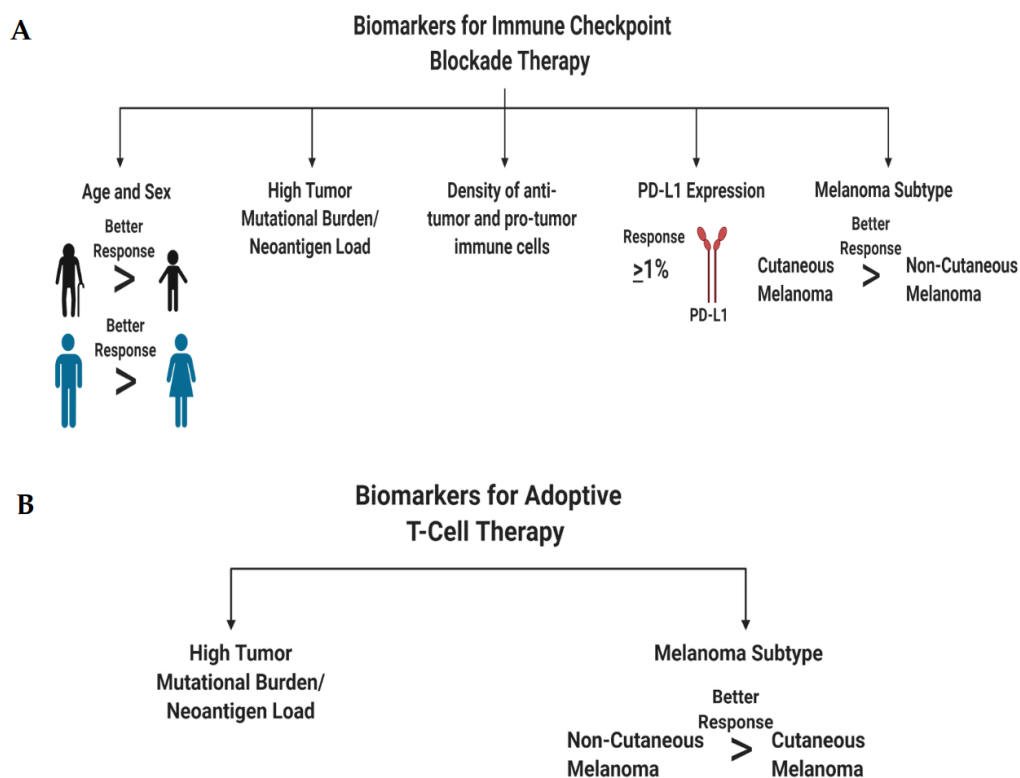 A
Biomarkers for Immune Checkpoint
Blockade Therapy
Age and Sex
Better
Response
>
Better
Response
>
High Tumor
Mutational Burden/
Neoantigen Load
Density of anti-
tumor and pro-tumor
immune cells
PD-L1 Expression
Response
≥1%
PD-L1
Melanoma Subtype
Better
Response
Cutaneous
Melanoma
>
Non-Cutaneous
Melanoma
B
Biomarkers for Adoptive
T-Cell Therapy
High Tumor
Mutational Burden/
Neoantigen Load
Melanoma Subtype
Better
Response
Non-Cutaneous
Melanoma
>
Cutaneous
Melanoma